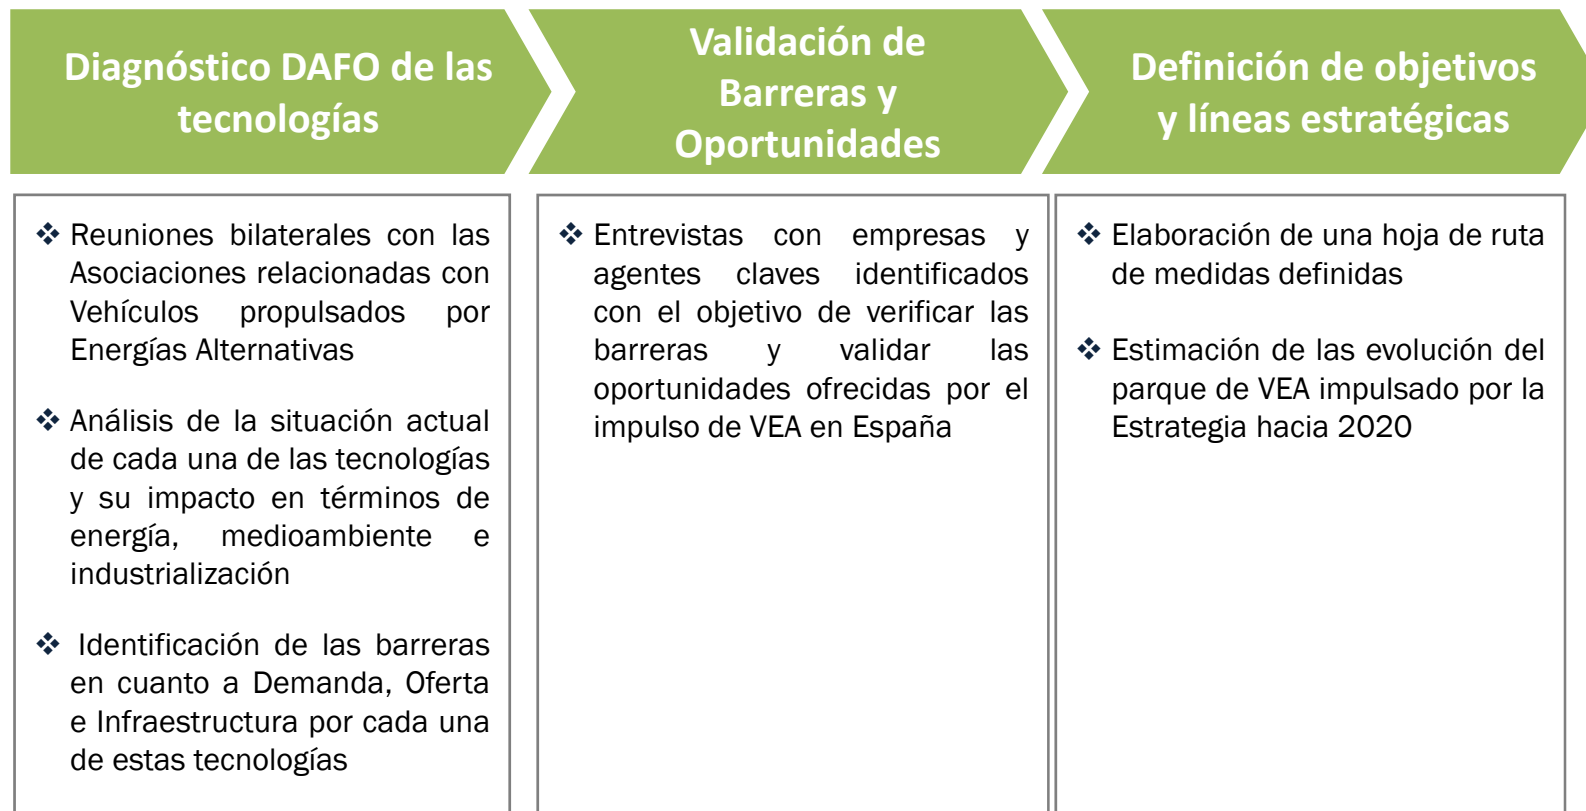 Diagnóstico DAFO de las
tecnologías
Validación de
Barreras y
Oportunidades
Definición de objetivos
y líneas estratégicas
❖ Reuniones bilaterales con las
Asociaciones relacionadas con
Vehículos propulsados por
Energías Alternativas
❖ Análisis de la situación actual
de cada una de las tecnologías
y su impacto en términos de
energía, medioambiente e
industrialización
❖ Identificación de las barreras
en cuanto a Demanda, Oferta
e Infraestructura por cada una
de estas tecnologías
❖ Entrevistas con empresas y
agentes claves identificados
con el objetivo de verificar las
barreras y validar las
oportunidades ofrecidas por el
impulso de VEA en España
❖ Elaboración de una hoja de ruta
de medidas definidas
❖ Estimación de las evolución del
parque de VEA impulsado por la
Estrategia hacia 2020